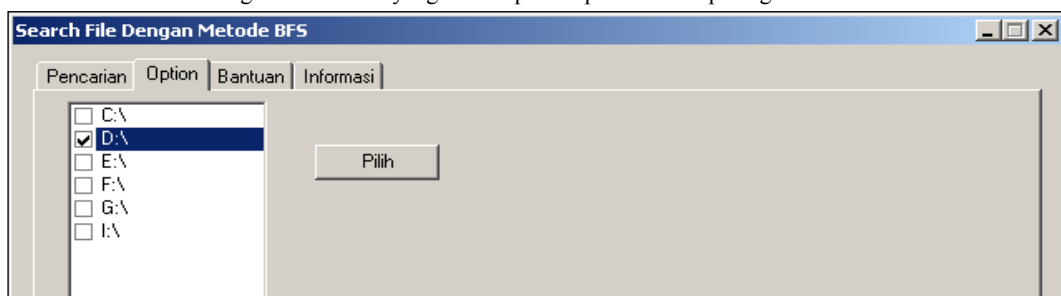 Search File Dengan Metode BFS
Pencarian Option Bantuan Informasi
C:\
D:\
E:\
F:\
G:\
I:\
Pilih